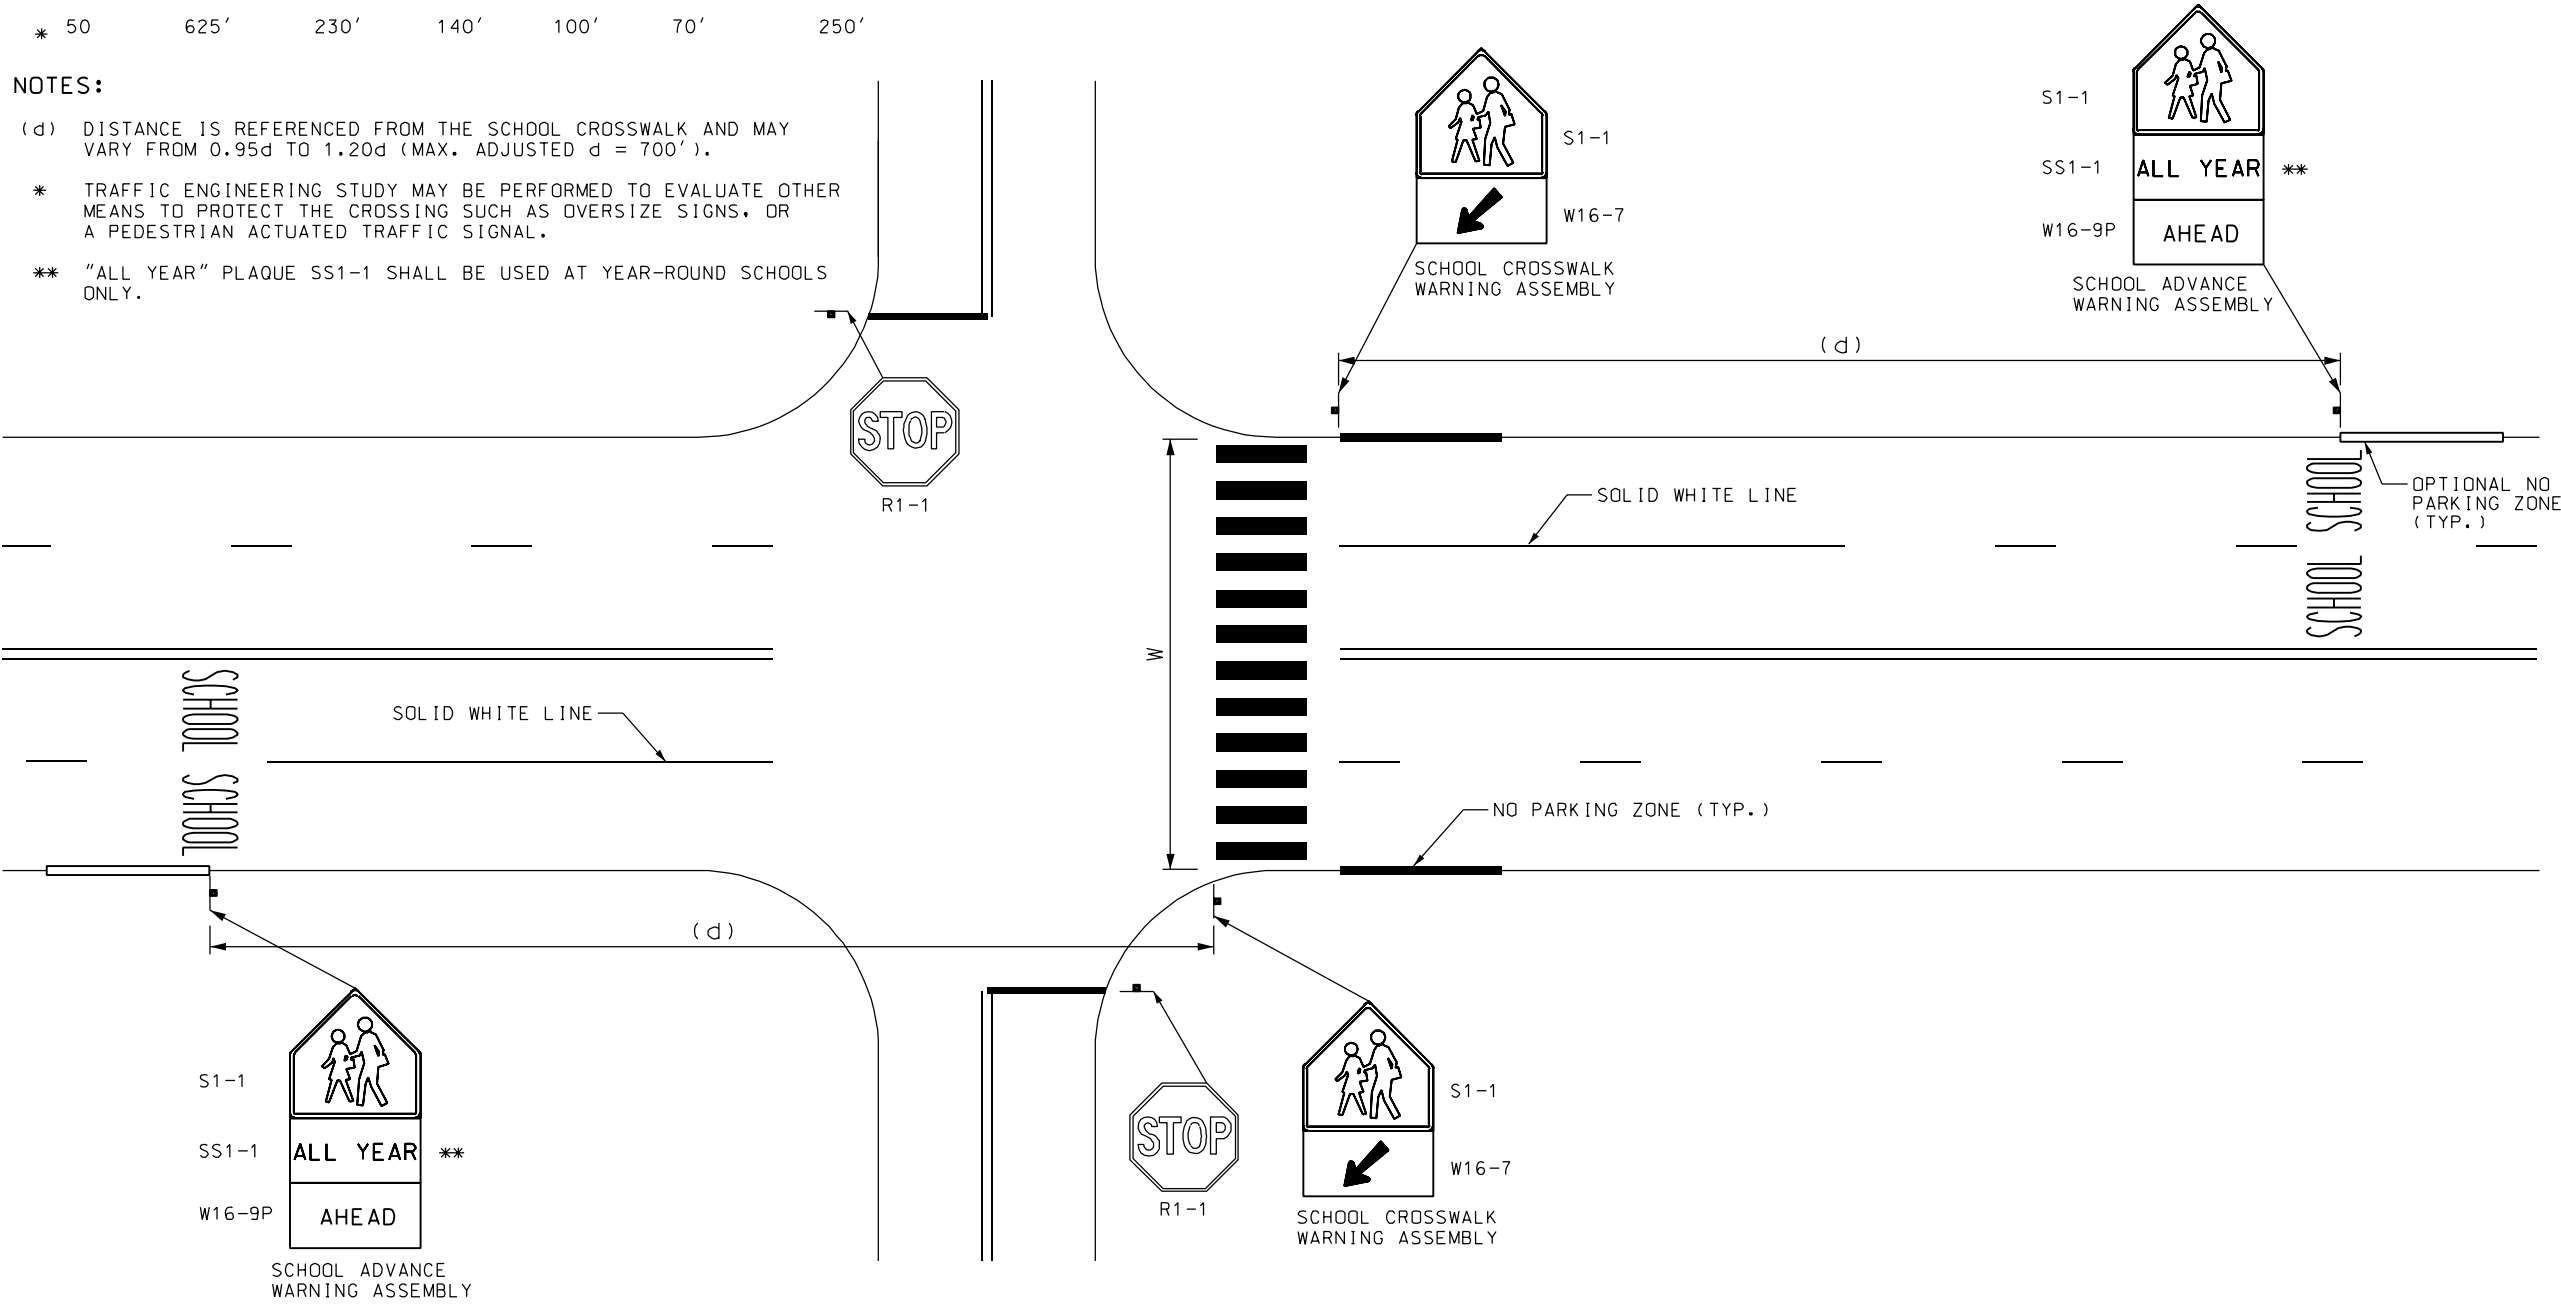 * 50 625' 230' 140' 100' 70' 250'
NOTES:
(d) DISTANCE IS REFERENCED FROM THE SCHOOL CROSSWALK AND MAY
VARY FROM 0.95d TO 1.20d (MAX. ADJUSTED d = 700').
* TRAFFIC ENGINEERING STUDY MAY BE PERFORMED TO EVALUATE OTHER
MEANS TO PROTECT THE CROSSING SUCH AS OVERSIZE SIGNS, OR
A PEDESTRIAN ACTUATED TRAFFIC SIGNAL.
** "ALL YEAR" PLAQUE SS1-1 SHALL BE USED AT YEAR-ROUND SCHOOLS
ONLY.
S1-1
W16-7
SCHOOL CROSSWALK
WARNING ASSEMBLY
S1-1
SS1-1 ALL YEAR **
W16-9P AHEAD
SCHOOL ADVANCE
WARNING ASSEMBLY
(d)
STOP
R1-1
SOLID WHITE LINE
SCHOOL
SCHOOL
OPTIONAL NO
PARKING ZONE
(TYP.)
W
SCHOOL
SCHOOL
SOLID WHITE LINE
NO PARKING ZONE (TYP.)
(d)
S1-1
SS1-1 ALL YEAR **
W16-9P AHEAD
SCHOOL ADVANCE
WARNING ASSEMBLY
STOP
R1-1
S1-1
W16-7
SCHOOL CROSSWALK
WARNING ASSEMBLY